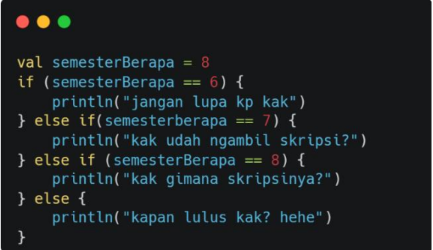 val semesterBerapa = 8
if (semesterBerapa == 6) {
    println("jangan lupa kp kak")
} else if(semesterberapa == 7) {
    println("kak udah ngambil skripsi?")
} else if (semesterBerapa == 8) {
    println("kak gimana skripsinya?")
} else {
    println("kapan lulus kak? hehe")
}